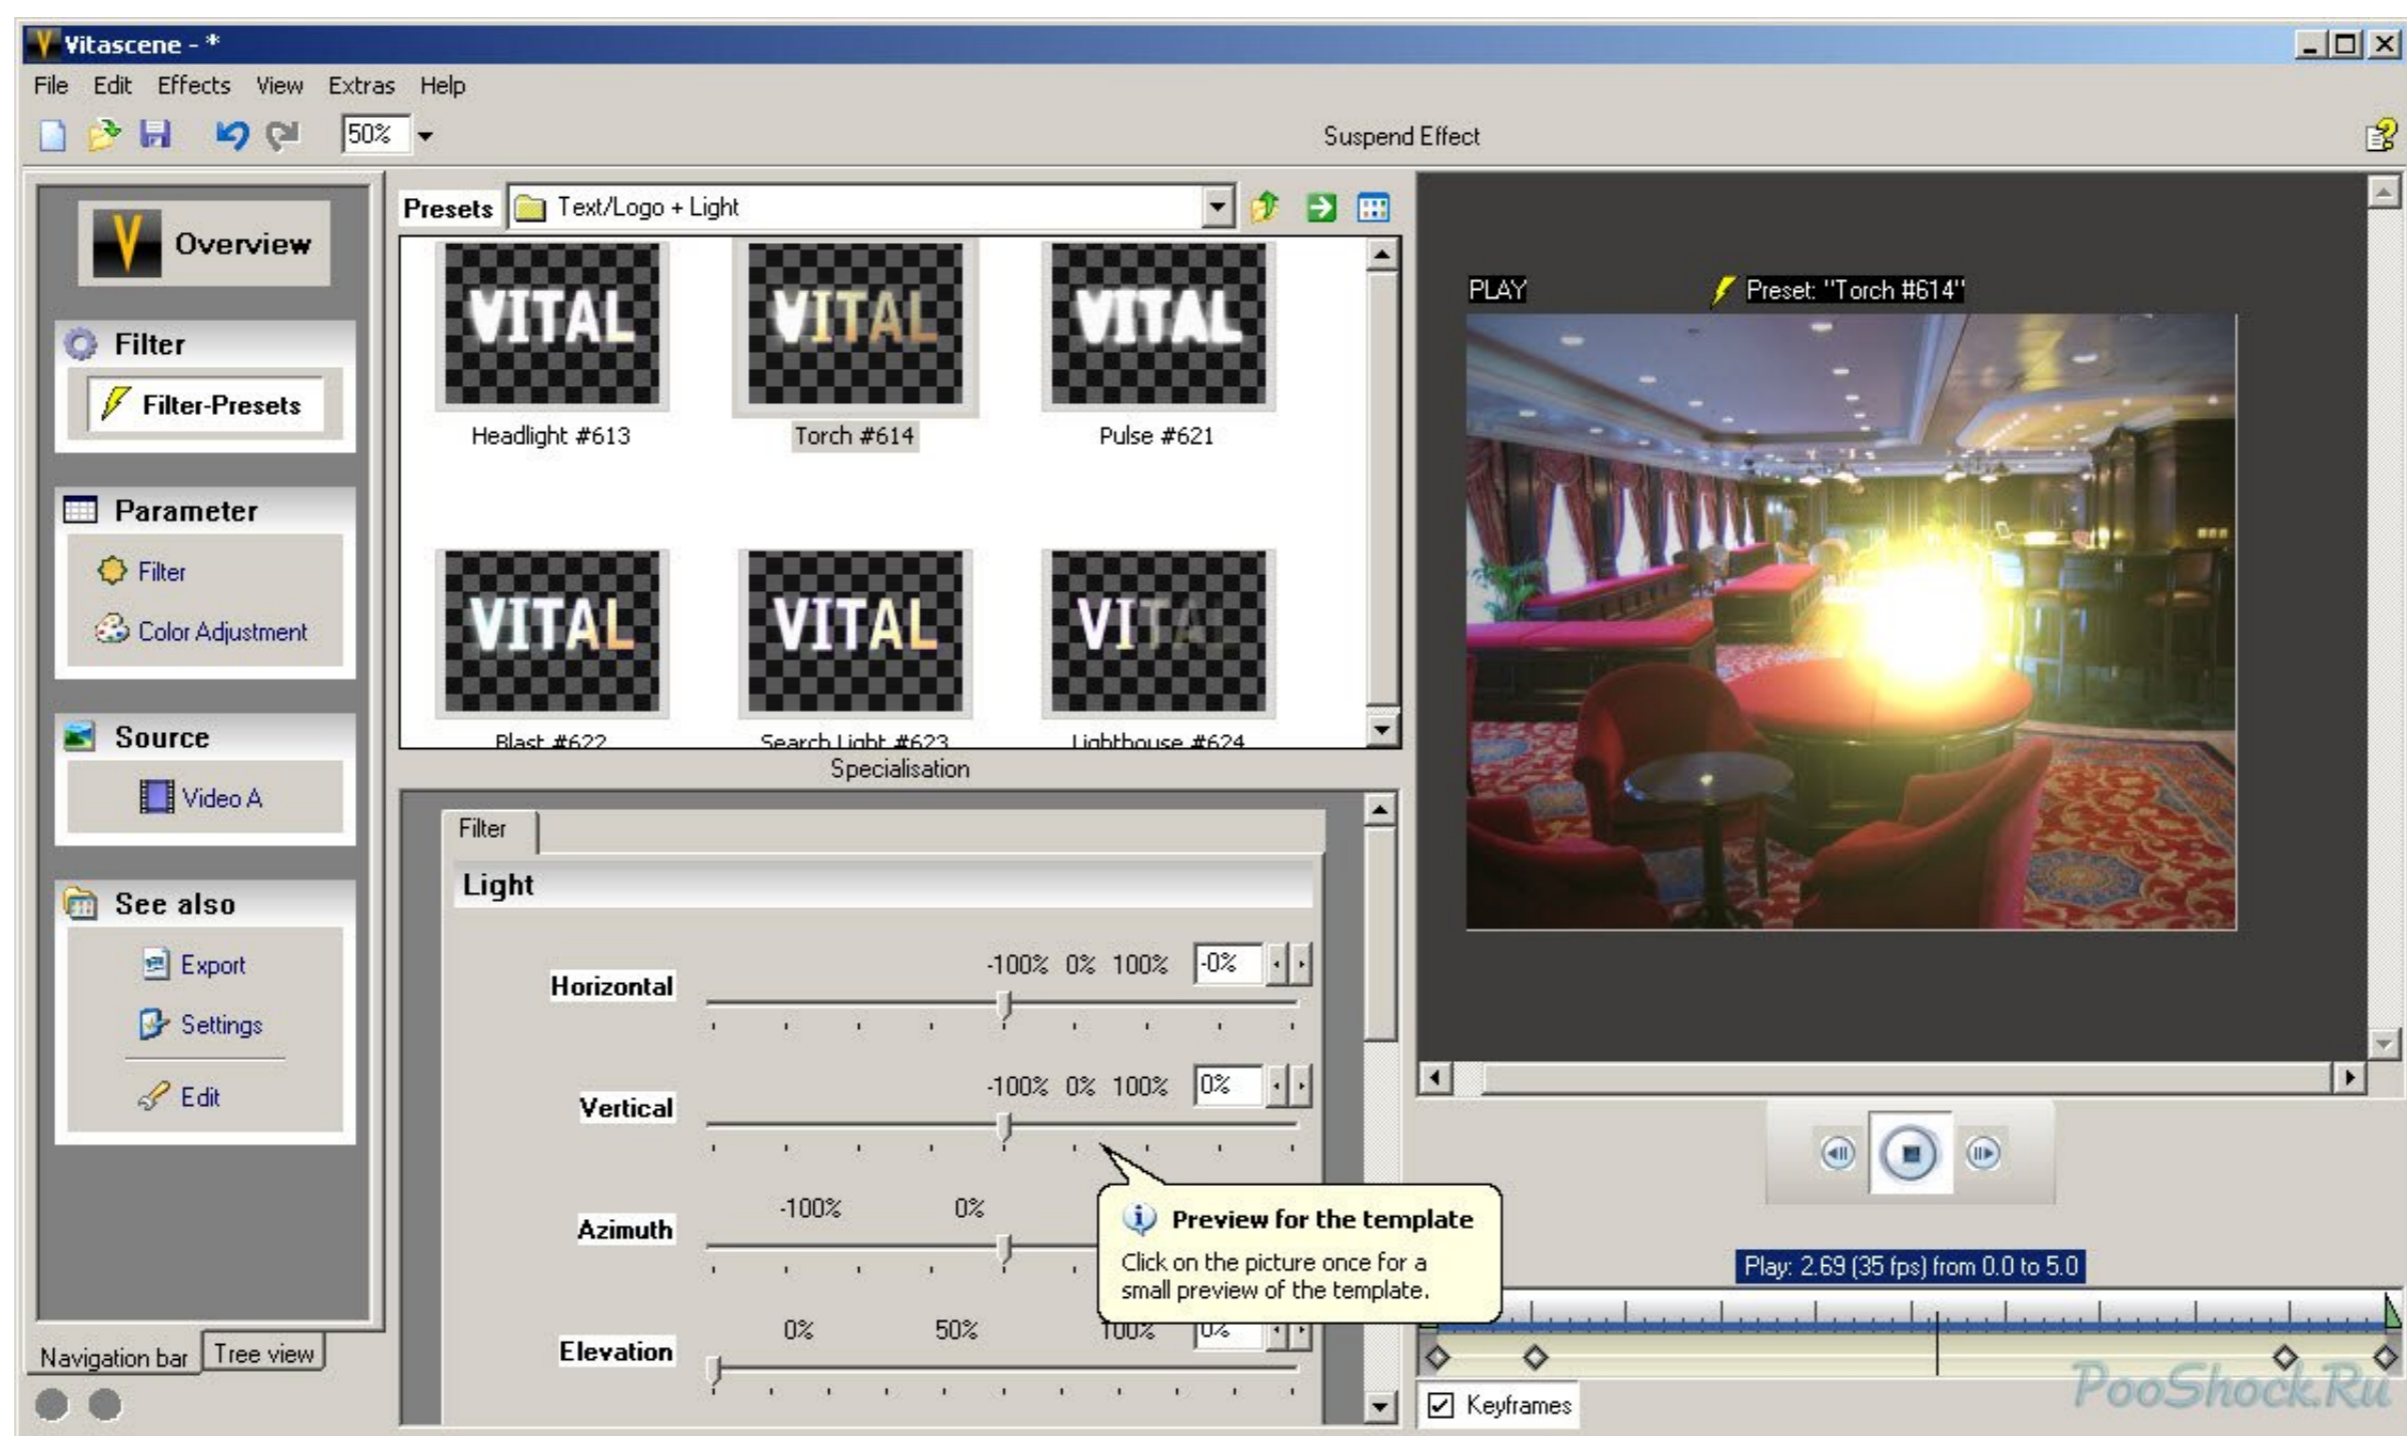 Vitascene - *
File Edit Effects View Extras Help
50%
Suspend Effect
Overview
Filter
Filter-Presets
Parameter
Filter
Color Adjustment
Source
Video A
See also
Export
Settings
Edit
Navigation bar Tree view
Presets Text/Logo + Light
VITAL VITAL VITAL
Headlight #613 Torch #614 Pulse #621
VITAL VITAL VITAL
Blast #622 Search Light #623 Lighthouse #624
Specialisation
Filter
Light
-100% 0% 100% -0%
Horizontal
-100% 0% 100% 0%
Vertical
-100% 0%
Azimuth
0% 50% 100% 0%
Elevation
Preview for the template
Click on the picture once for a
small preview of the template.
PLAY Preset: "Torch #614"
Play: 2.69 (35 fps) from 0.0 to 5.0
Keyframes
PooShock.Ru